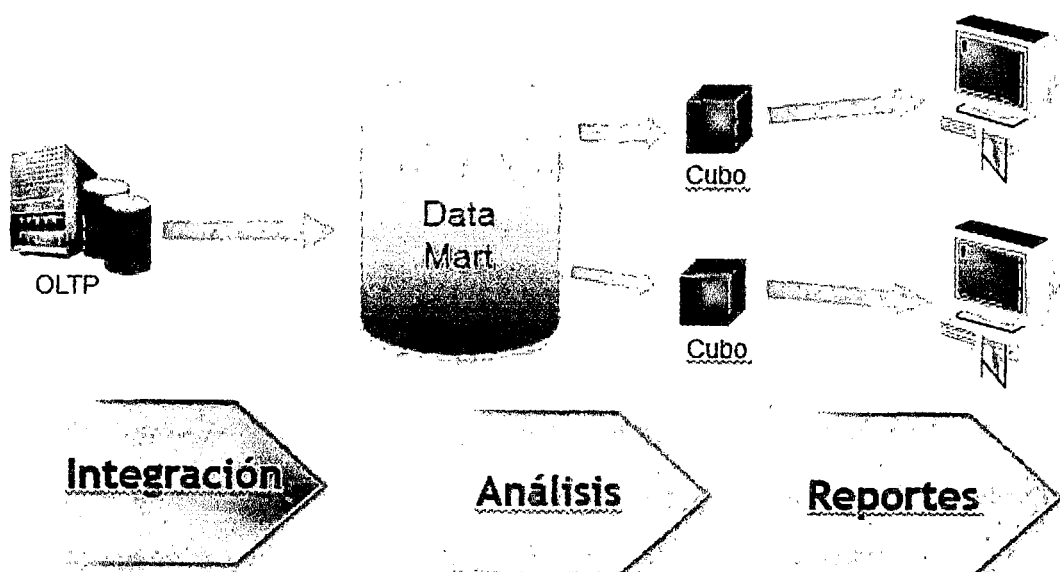 Cubo
OLTP
Data
Mart
Cubo
Integración
Análisis
Reportes